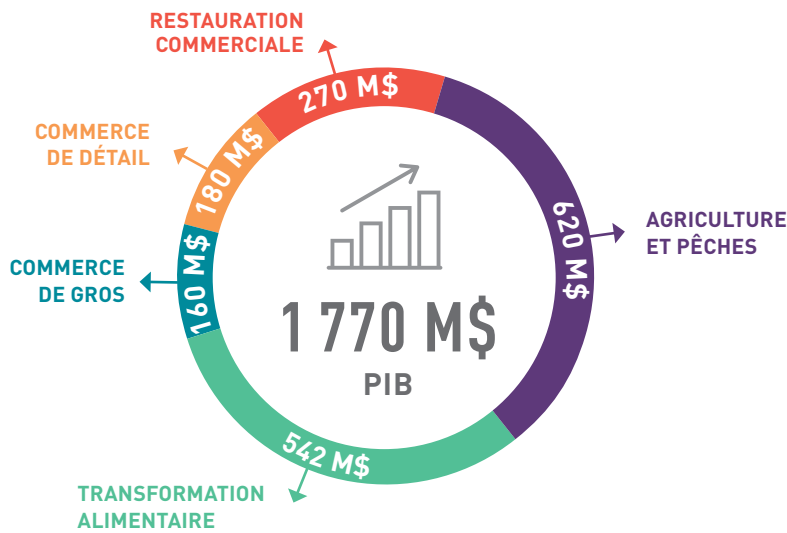 RESTAURATION
COMMERCIALE
270 M$
COMMERCE
DE DÉTAIL
180 M$
620 M$
AGRICULTURE
ET PÊCHES
COMMERCE
DE GROS
160 M$
1 770 M$
PIB
542 M$
TRANSFORMATION
ALIMENTAIRE